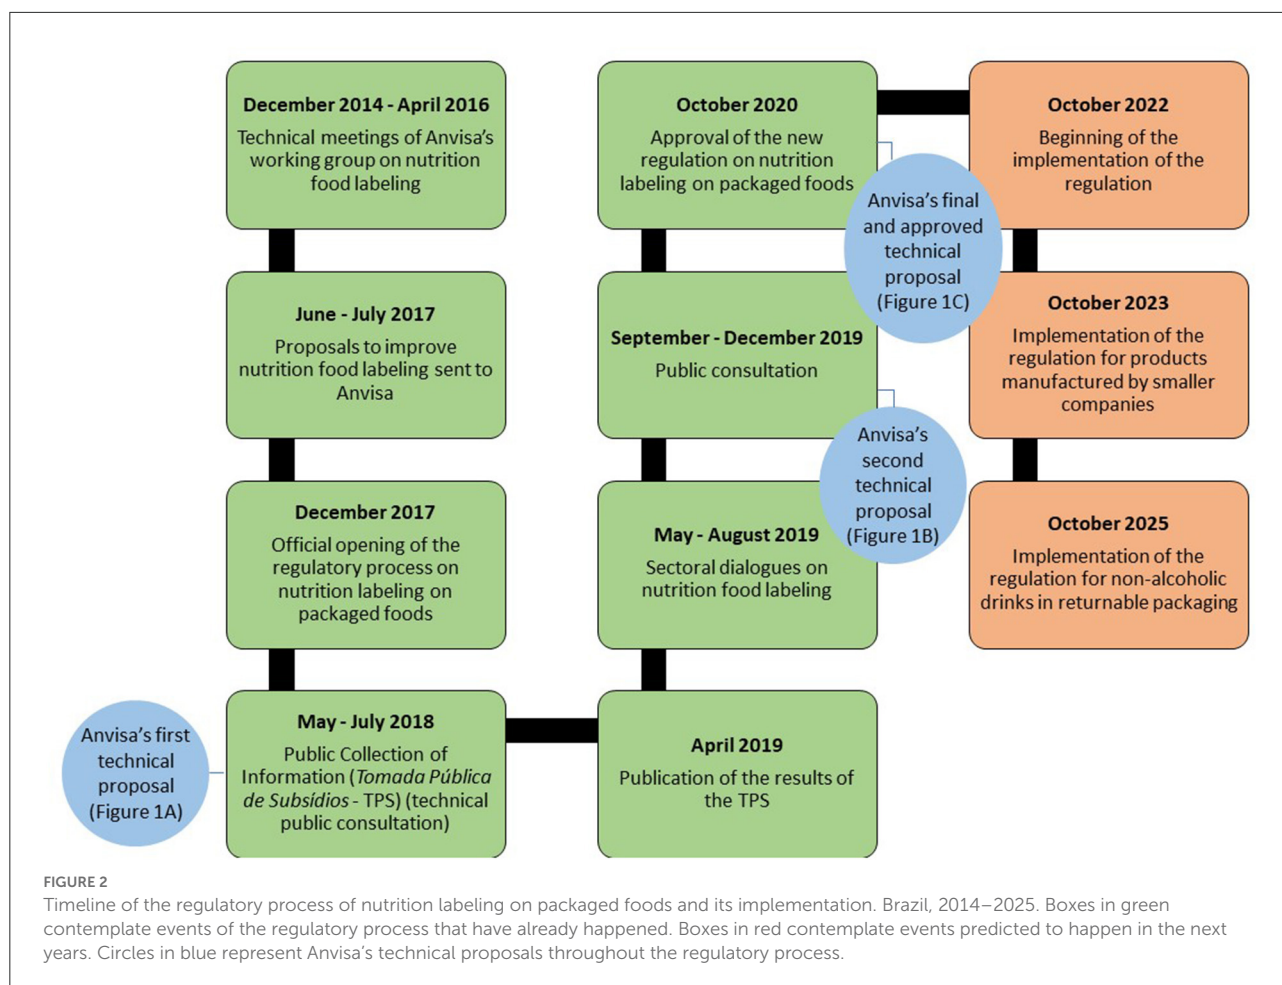 December 2014 - April 2016
Technical meetings of Anvisa's
working group on nutrition
food labeling
June - July 2017
Proposals to improve
nutrition food labeling sent to
Anvisa
December 2017
Official opening of the
regulatory process on
nutrition labeling on
packaged foods
May - July 2018
Public Collection of
Information (Tomada Pública
de Subsídios - TPS) (technical
public consultation)
Anvisa's first
technical
proposal
(Figure 1A)
April 2019
Publication of the results of
the TPS
May - August 2019
Sectoral dialogues on
nutrition food labeling
September - December 2019
Public consultation
Anvisa's
second
technical
proposal
(Figure 1B)
October 2020
Approval of the new
regulation on nutrition
labeling on packaged foods
Anvisa's final
and approved
technical
proposal
(Figure 1C)
October 2022
Beginning of the
implementation of the
regulation
October 2023
Implementation of the
regulation for products
manufactured by smaller
companies
October 2025
Implementation of the
regulation for non-alcoholic
drinks in returnable packaging
FIGURE 2
Timeline of the regulatory process of nutrition labeling on packaged foods and its implementation. Brazil, 2014–2025. Boxes in green
contemplate events of the regulatory process that have already happened. Boxes in red contemplate events predicted to happen in the next
years. Circles in blue represent Anvisa's technical proposals throughout the regulatory process.